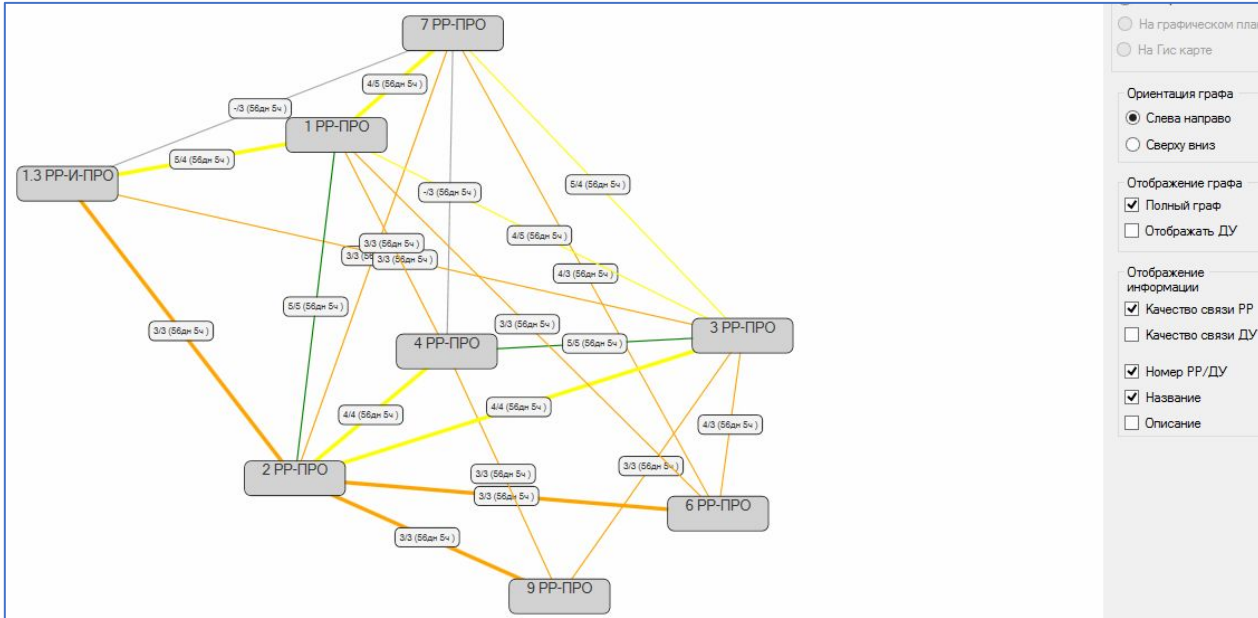 7 РР-ПРО
4/5 (56дн 5ч )
-/3 (56дн 5ч )
1 РР-ПРО
5/4 (56дн 5ч )
1.3 РР-И-ПРО
-/3 (56дн 5ч )
5/4 (56дн 5ч )
4/5 (56дн 5ч )
3/3 (56дн 5ч )
3/3 (56
3/3 (56дн 5ч )
4/3 (56дн 5ч )
5/5 (56дн 5ч )
3/3 (56дн 5ч )
3/3 (56дн 5ч )
3 РР-ПРО
4 РР-ПРО
5/5 (56дн 5ч )
4/4 (56дн 5ч )
4/4 (56дн 5ч )
4/3 (56дн 5ч )
2 РР-ПРО
3/3 (56дн 5ч )
3/3 (56дн 5ч )
3/3 (56дн 5ч )
6 РР-ПРО
3/3 (56дн 5ч )
9 РР-ПРО
На графическом пла
На Гис карте
Ориентация графа
Слева направо
Сверху вниз
Отображение графа
Полный граф
Отображать ДУ
Отображение
информации
Качество связи РР
Качество связи ДУ
Номер РР/ДУ
Название
Описание